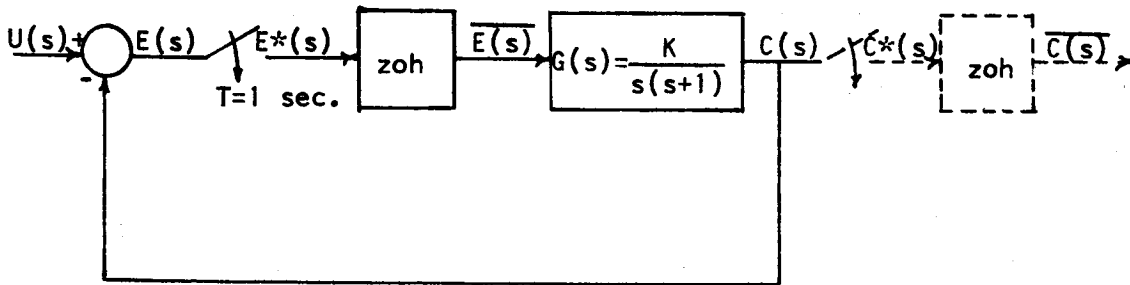 U(s)
+
-
E(s)
T=1 sec.
E*(s)
zoh
E(s)
G(s)=K/s(s+1)
C(s)
C*(s)
zoh
C(s)